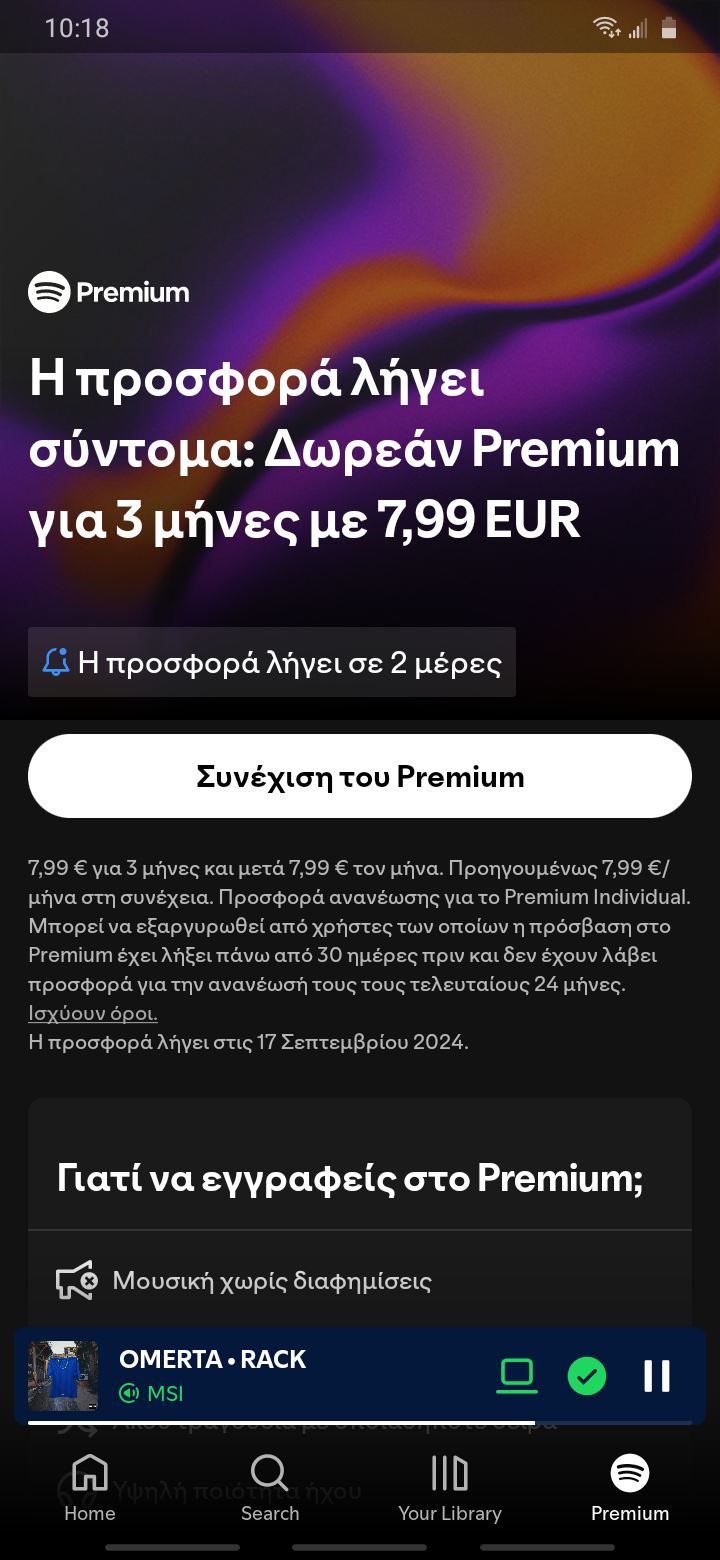 10:18
Premium
Η προσφορά λήγει
σύντομα: Δωρεάν Premium
για 3 μήνες με 7,99 EUR
Η προσφορά λήγει σε 2 μέρες
Συνέχιση του Premium
7,99 € για 3 μήνες και μετά 7,99 € τον μήνα. Προηγουμένως 7,99 €/
μήνα στη συνέχεια. Προσφορά ανανέωσης για το Premium Individual.
Μπορεί να εξαργυρωθεί από χρήστες των οποίων η πρόσβαση στο
Premium έχει λήξει πάνω από 30 ημέρες πριν και δεν έχουν λάβει
προσφορά για την ανανέωσή τους τους τελευταίους 24 μήνες.
Ισχύουν όροι.
Η προσφορά λήγει στις 17 Σεπτεμβρίου 2024.
Γιατί να εγγραφείς στο Premium;
Μουσική χωρίς διαφημίσεις
OMERTA • RACK
MSI
Υψηλή ποιότητα ήχου
Home
Search
Your Library
Premium